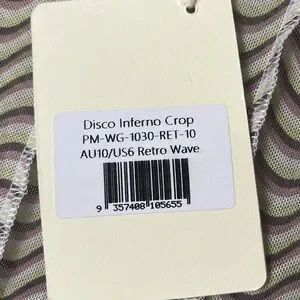 Disco Inferno Crop
PM-WG-1030-RET-10
AU10/US6 Retro Wave
9 357408 105655